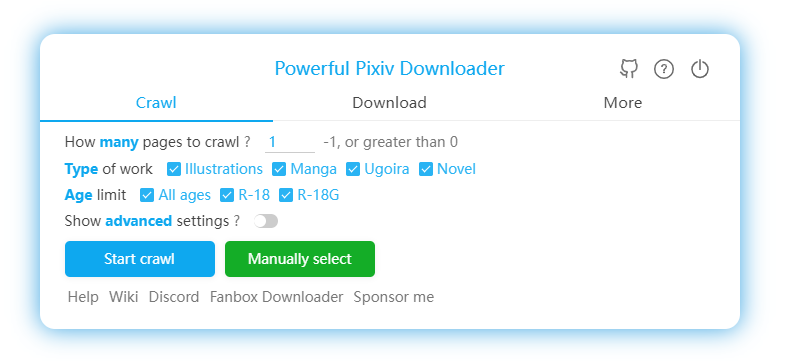 Powerful Pixiv Downloader
Crawl Download More
How many pages to crawl ? 1 -1, or greater than 0
Type of work Illustrations Manga Ugoira Novel
Age limit All ages R-18 R-18G
Show advanced settings ?
Start crawl Manually select
Help Wiki Discord Fanbox Downloader Sponsor me